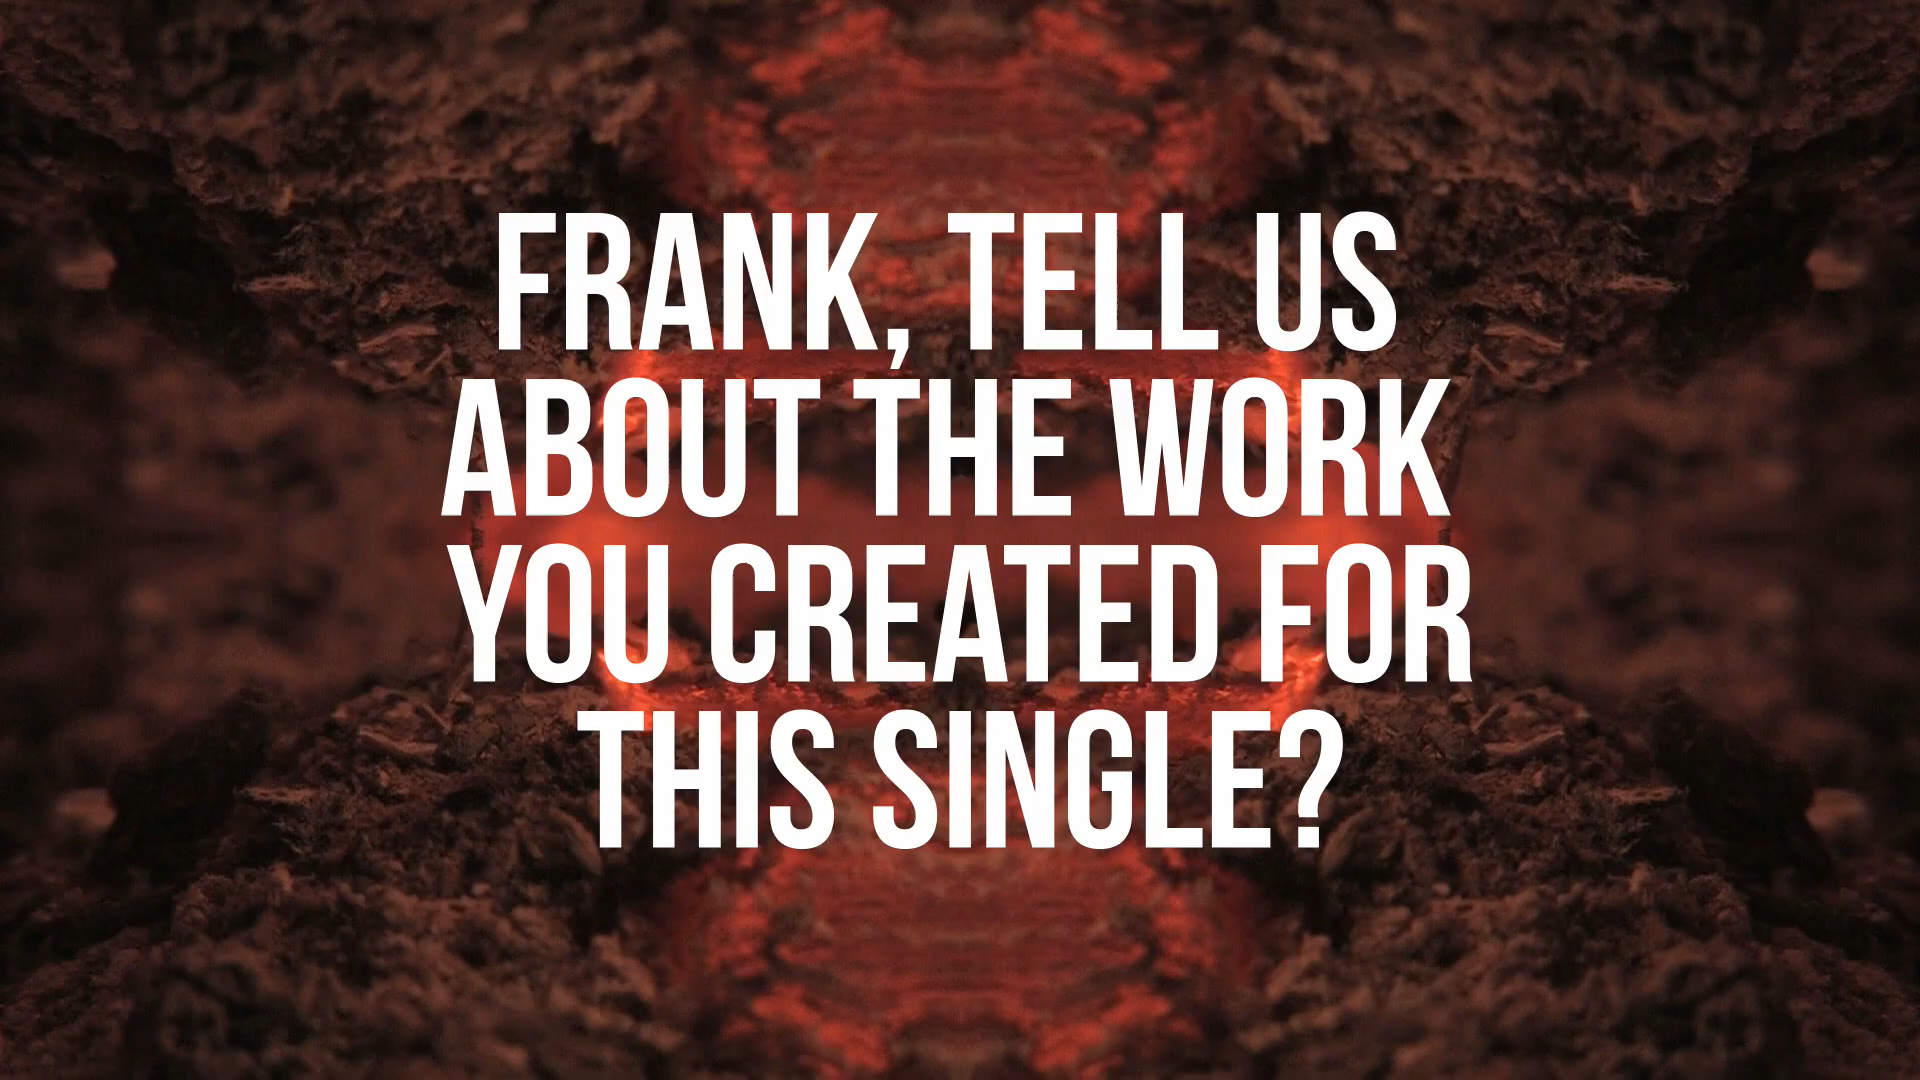 FRANK, TELL US
ABOUT THE WORK
YOU CREATED FOR
THIS SINGLE?